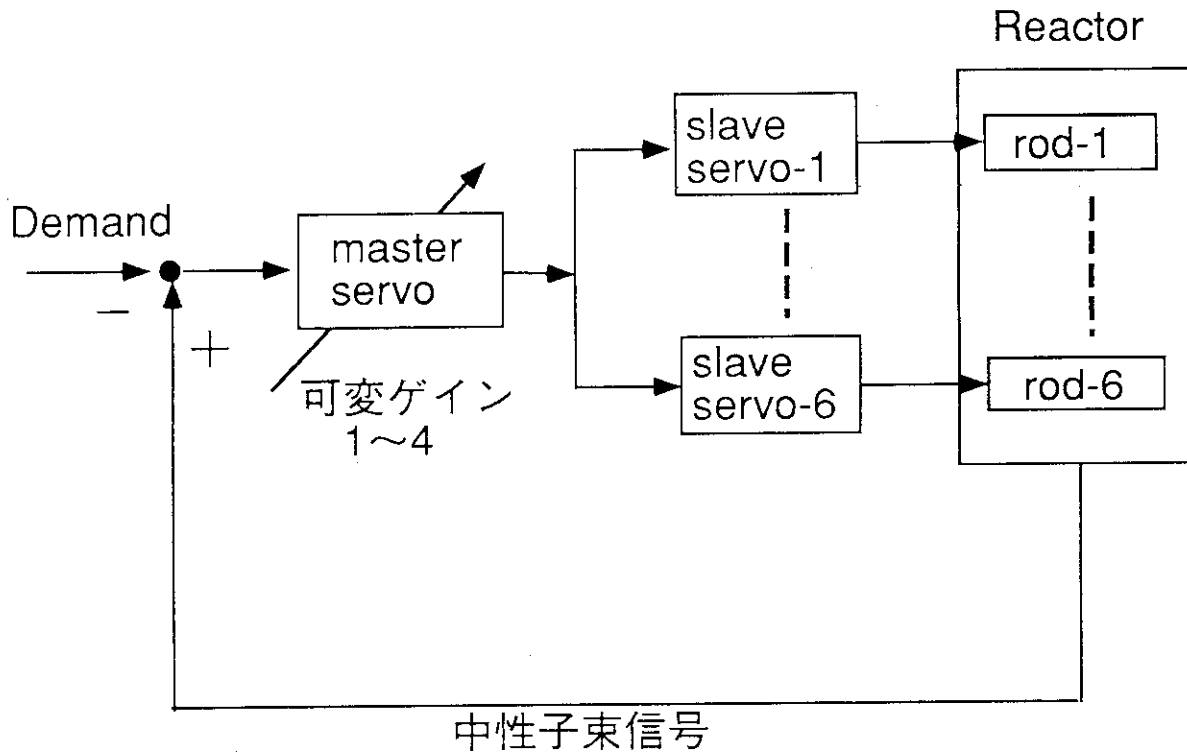 Reactor
slave
servo-1
rod-1
Demand
master
servo
−
+
slave
servo-6
rod-6
可変ゲイン
1〜4
中性子束信号